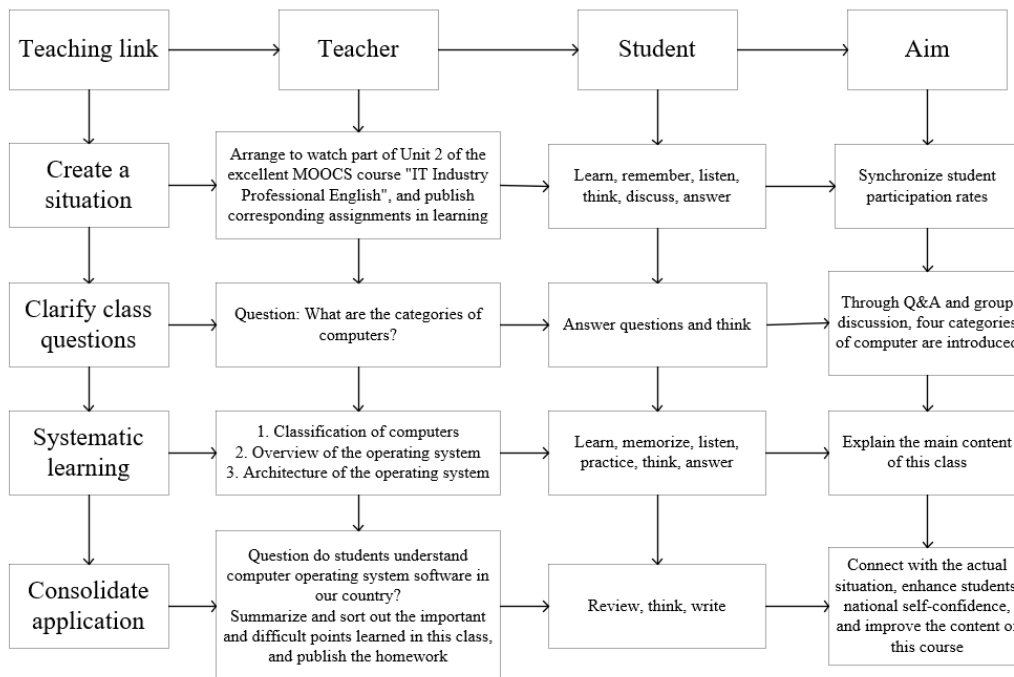 Teaching link
Teacher
Student
Aim
Create a
situation
Arrange to watch part of Unit 2 of the
excellent MOOCS course "IT Industry
Professional English", and publish
corresponding assignments in learning
Learn, remember, listen,
think, discuss, answer
Synchronize student
participation rates
Clarify class
questions
Question: What are the categories of
computers?
Answer questions and think
Through Q&A and group
discussion, four categories
of computer are introduced
Systematic
learning
1. Classification of computers
2. Overview of the operating system
3. Architecture of the operating system
Learn, memorize, listen,
practice, think, answer
Explain the main content
of this class
Consolidate
application
Question do students understand
computer operating system software in
our country?
Summarize and sort out the important
and difficult points learned in this class,
and publish the homework
Review, think, write
Connect with the actual
situation, enhance students
national self-confidence,
and improve the content of
this course